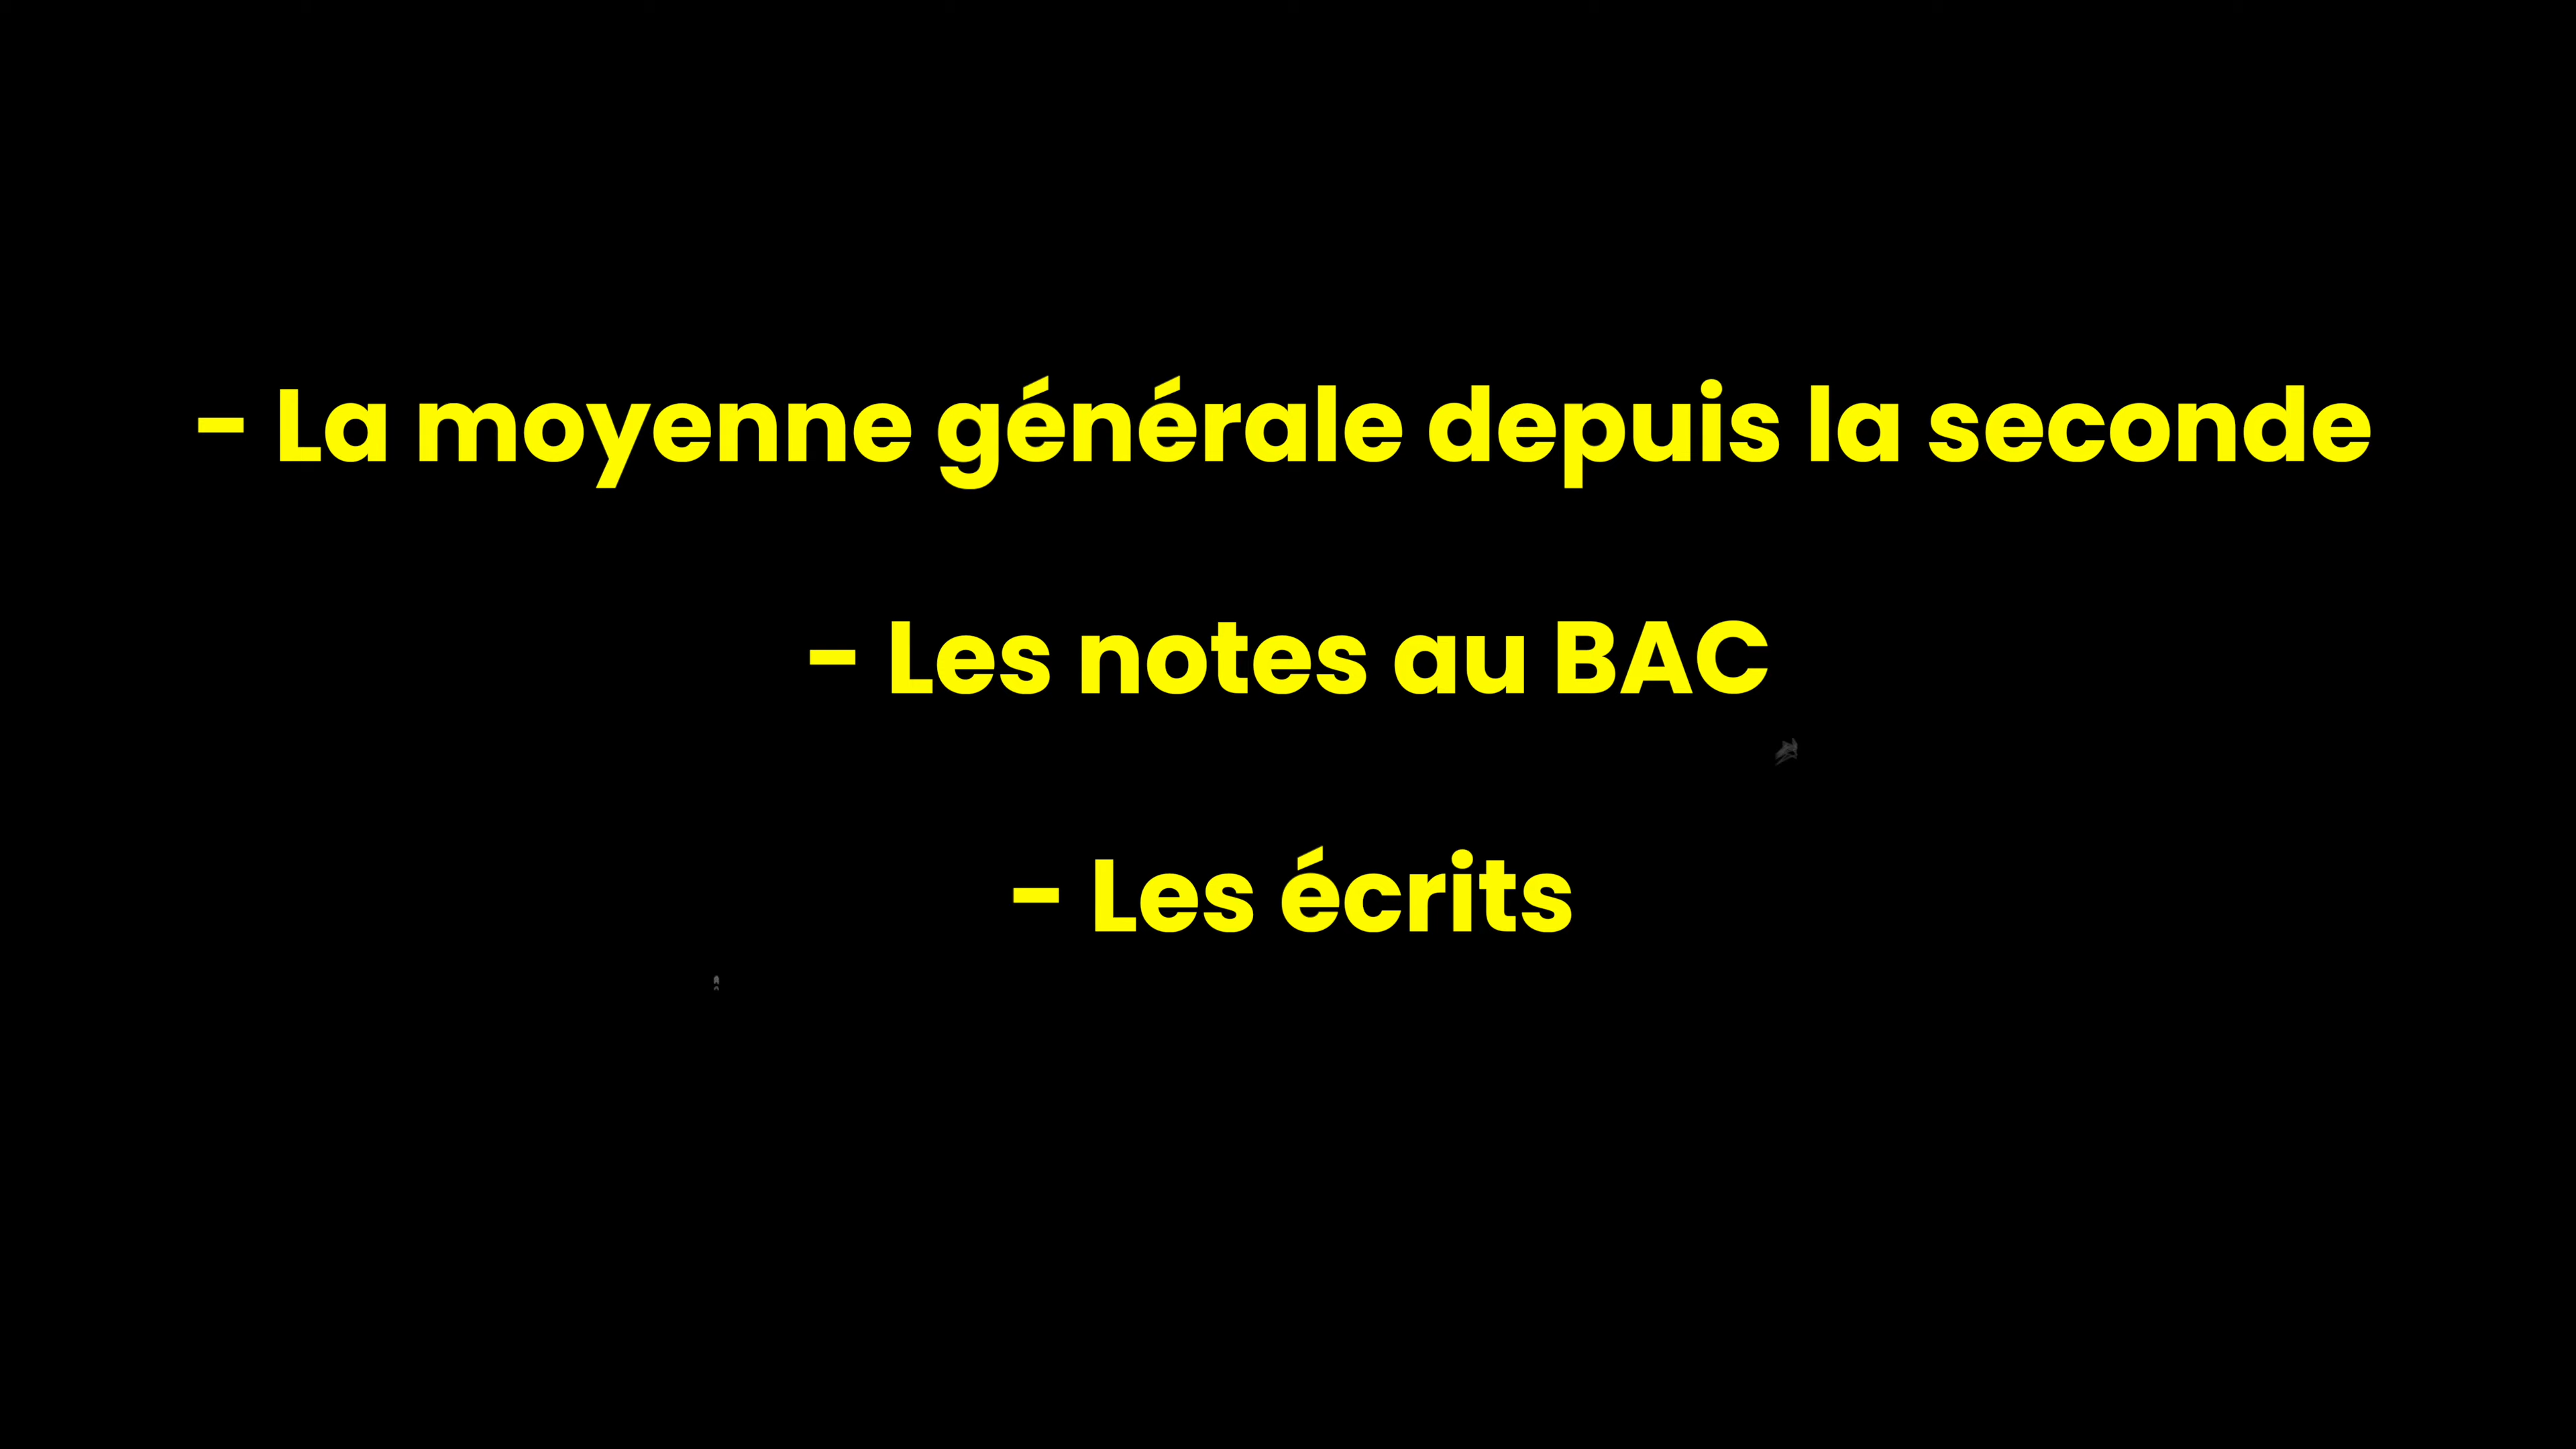 - La moyenne générale depuis la seconde
- Les notes au BAC
- Les écrits